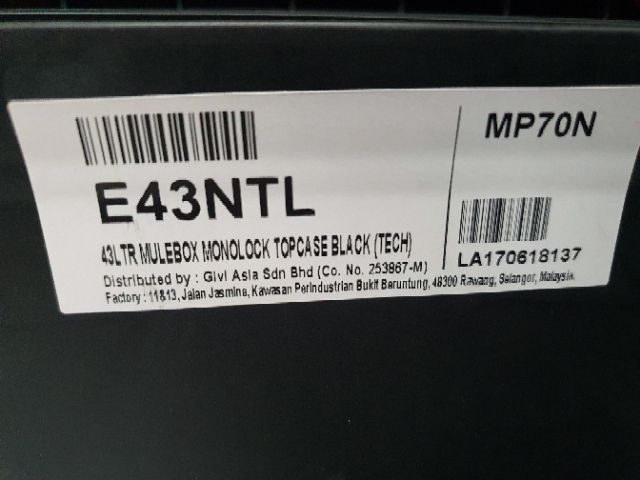 E43NTL
43LTR MULEBOX MONOLOCK TOPCASE BLACK (TECH)
Distributed by : Givi Asia Sdn Bhd (Co. No. 253967-M)
Factory : 11&13, Jalan Jasmine, Kawasan Perindustrian Bukit Beruntung, 48300 Rawang, Selangor, Malaysia.
MP70N
LA170618137